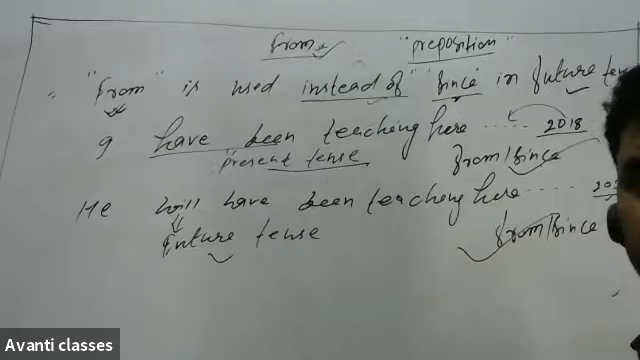 from "preposition"
"from" is used instead of "since" in future
I have been teaching here ..... 2018
present tense from/since
He will have been teaching here .....
future tense from/since
Avanti classes